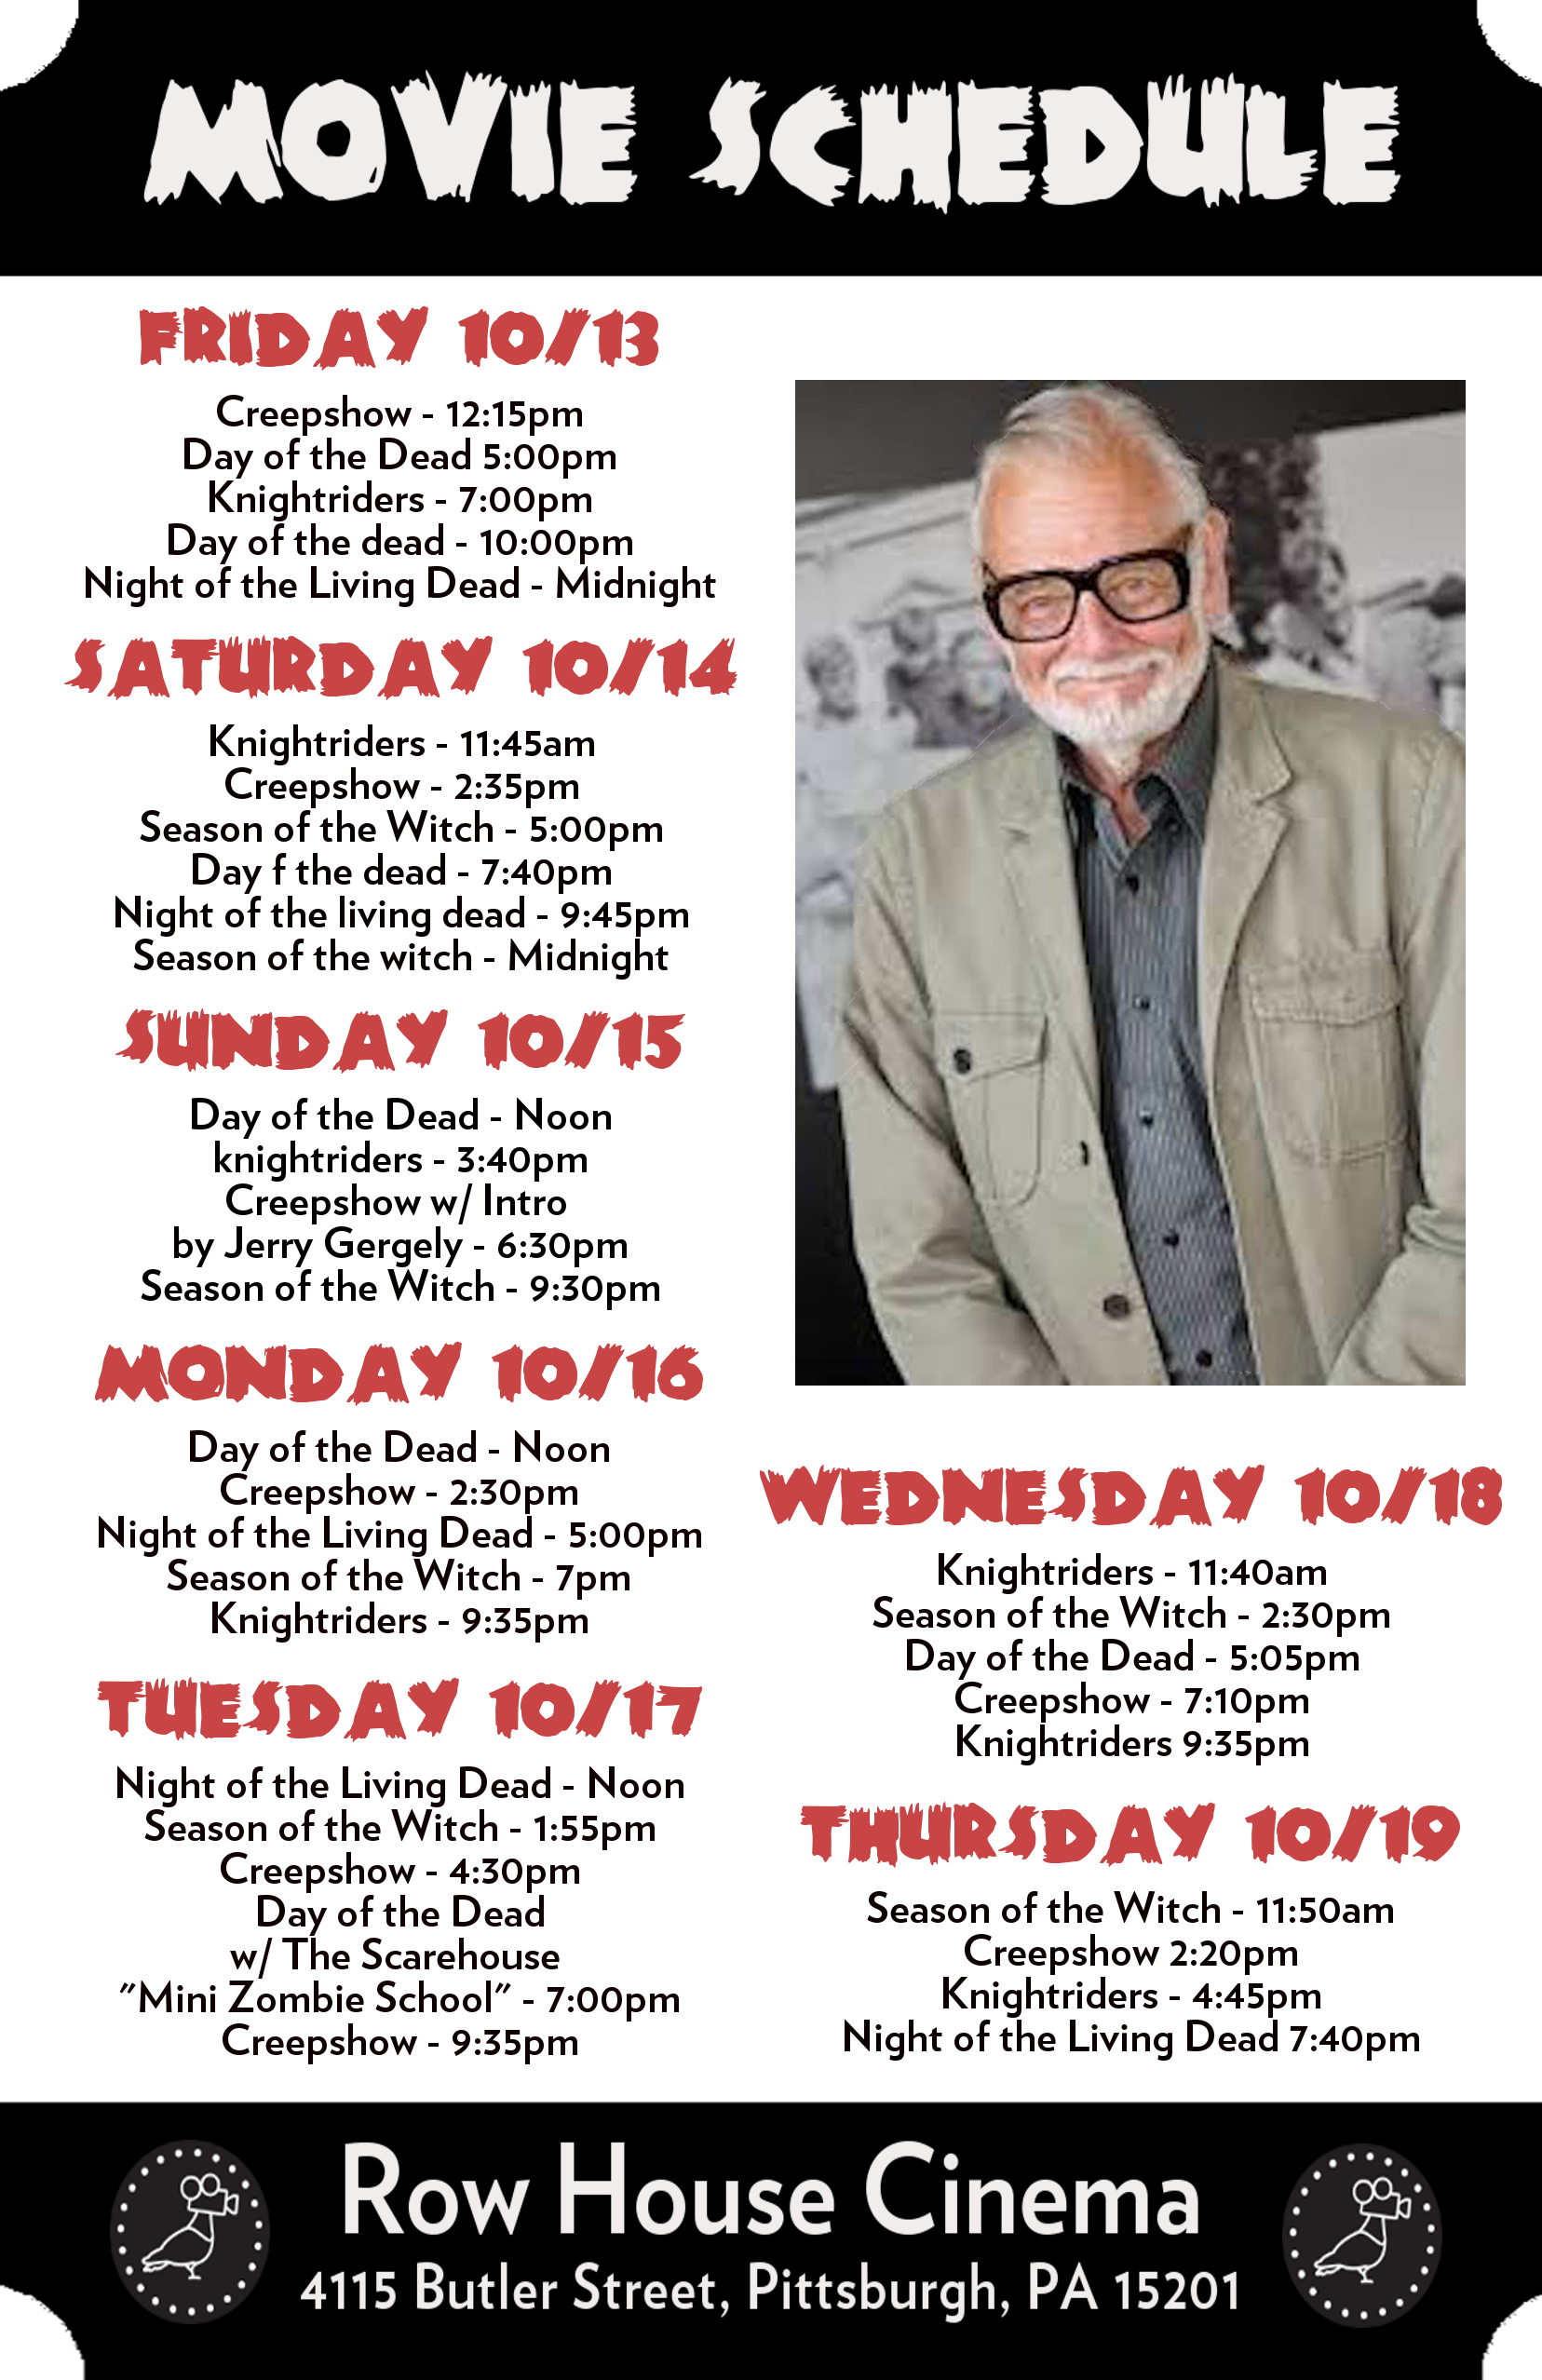 MOVIE SCHEDULE
FRIDAY 10/13
Creepshow - 12:15pm
Day of the Dead 5:00pm
Knightriders - 7:00pm
Day of the dead - 10:00pm
Night of the Living Dead - Midnight
SATURDAY 10/14
Knightriders - 11:45am
Creepshow - 2:35pm
Season of the Witch - 5:00pm
Day f the dead - 7:40pm
Night of the living dead - 9:45pm
Season of the witch - Midnight
SUNDAY 10/15
Day of the Dead - Noon
knightriders - 3:40pm
Creepshow w/ Intro
by Jerry Gergely - 6:30pm
Season of the Witch - 9:30pm
MONDAY 10/16
Day of the Dead - Noon
Creepshow - 2:30pm
Night of the Living Dead - 5:00pm
Season of the Witch - 7pm
Knightriders - 9:35pm
TUESDAY 10/17
Night of the Living Dead - Noon
Season of the Witch - 1:55pm
Creepshow - 4:30pm
Day of the Dead
w/ The Scarehouse
"Mini Zombie School" - 7:00pm
Creepshow - 9:35pm
WEDNESDAY 10/18
Knightriders - 11:40am
Season of the Witch - 2:30pm
Day of the Dead - 5:05pm
Creepshow - 7:10pm
Knightriders 9:35pm
THURSDAY 10/19
Season of the Witch - 11:50am
Creepshow 2:20pm
Knightriders - 4:45pm
Night of the Living Dead 7:40pm
Row House Cinema
4115 Butler Street, Pittsburgh, PA 15201